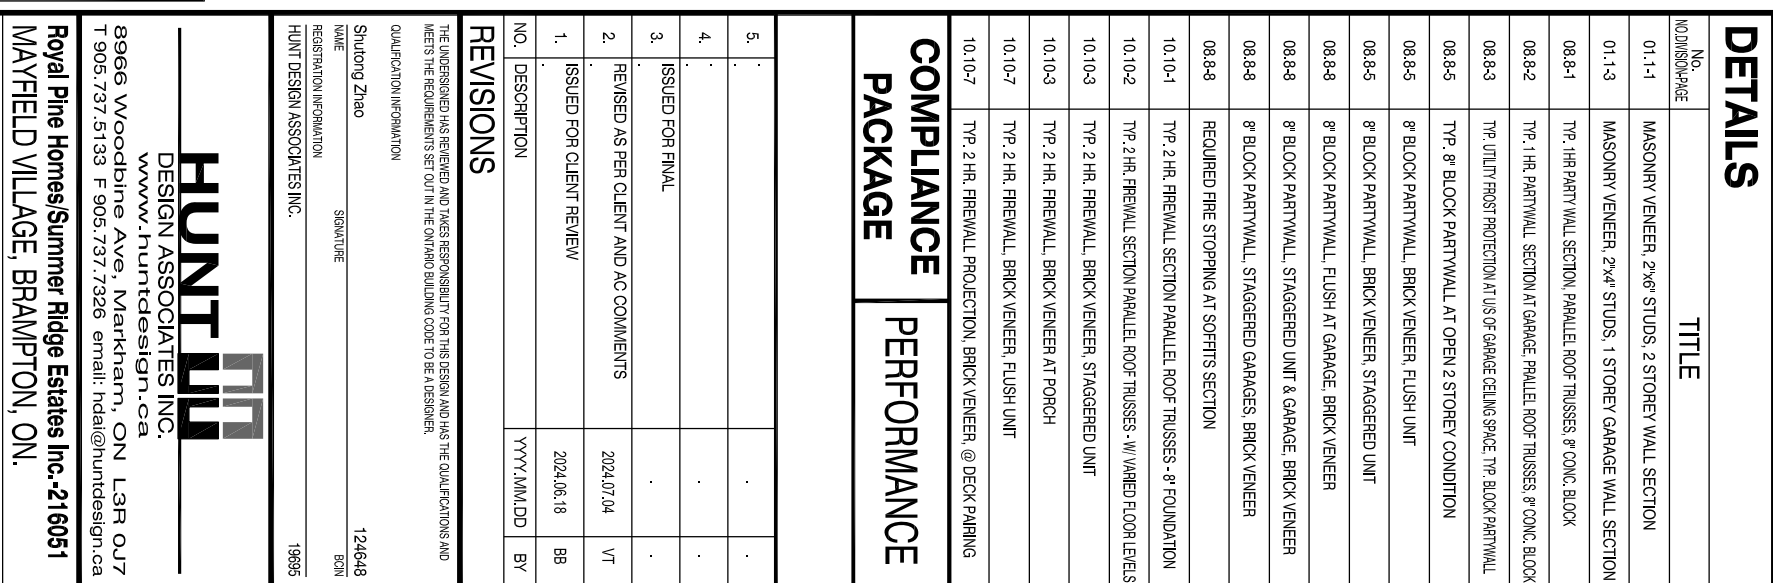 DETAILS
No.
NO.DIVISION-PAGE
TITLE
01.1-1 MASONRY VENEER, 2"x6" STUDS, 2 STOREY WALL SECTION
01.1-3 MASONRY VENEER, 2"x4" STUDS, 1 STOREY GARAGE WALL SECTION
08.8-1 TYP. 1HR PARTY WALL SECTION, PARALLEL ROOF TRUSSES, 8" CONC. BLOCK
08.8-2 TYP. 1 HR. PARTYWALL SECTION AT GARAGE, PRALLEL ROOF TRUSSES, 8" CONC. BLOCK
08.8-3 TYP. UTILITY FROST PROTECTION AT U/S OF GARAGE CEILING SPACE, TYP. BLOCK PARTYWALL
08.8-5 TYP. 8" BLOCK PARTYWALL AT OPEN 2 STOREY CONDITION
08.8-5 8" BLOCK PARTYWALL, BRICK VENEER, FLUSH UNIT
08.8-5 8" BLOCK PARTYWALL, BRICK VENEER, STAGGERED UNIT
08.8-8 8" BLOCK PARTYWALL, FLUSH AT GARAGE, BRICK VENEER
08.8-8 8" BLOCK PARTYWALL, STAGGERED UNIT & GARAGE, BRICK VENEER
08.8-8 8" BLOCK PARTYWALL, STAGGERED GARAGES, BRICK VENEER
08.8-8 REQUIRED FIRE STOPPING AT SOFFITS SECTION
10.10-1 TYP. 2 HR. FIREWALL SECTION PARALLEL ROOF TRUSSES - 8' FOUNDATION
10.10-2 TYP. 2 HR. FIREWALL SECTION PARALLEL ROOF TRUSSES - W/ VARIED FLOOR LEVELS
10.10-3 TYP. 2 HR. FIREWALL, BRICK VENEER, STAGGERED UNIT
10.10-3 TYP. 2 HR. FIREWALL, BRICK VENEER AT PORCH
10.10-7 TYP. 2 HR. FIREWALL, BRICK VENEER, FLUSH UNIT
10.10-7 TYP. 2 HR. FIREWALL PROJECTION, BRICK VENEER, @ DECK PAIRING
COMPLIANCE
PACKAGE
PERFORMANCE
5. .
4. . . .
3. ISSUED FOR FINAL . .
2. REVISED AS PER CLIENT AND AC COMMENTS 2024.07.04 VT
1. ISSUED FOR CLIENT REVIEW 2024.06.18 BB
NO. DESCRIPTION YYYY.MM.DD BY
REVISIONS
THE UNDERSIGNED HAS REVIEWED AND TAKES RESPONSIBILITY FOR THIS DESIGN AND HAS THE QUALIFICATIONS AND
MEETS THE REQUIREMENTS SET OUT IN THE ONTARIO BUILDING CODE TO BE A DESIGNER.
QUALIFICATION INFORMATION
Shutong Zhao 124648
NAME SIGNATURE BCIN
REGISTRATION INFORMATION
HUNT DESIGN ASSOCIATES INC. 19695
HUNT
DESIGN ASSOCIATES INC.
www.huntdesign.ca
8966 Woodbine Ave, Markham, ON L3R 0J7
T 905.737.5133 F 905.737.7326 email: hdai@huntdesign.ca
Royal Pine Homes/Summer Ridge Estates Inc.-216051
MAYFIELD VILLAGE, BRAMPTON, ON.